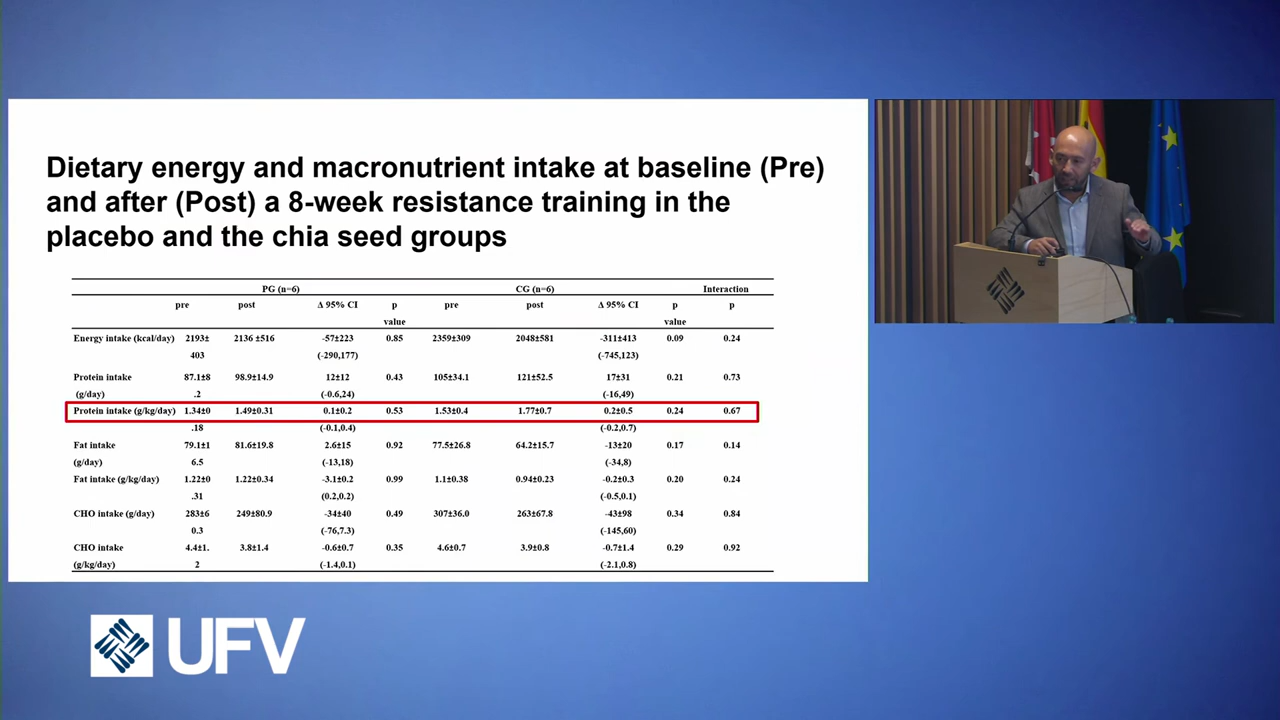 Dietary energy and macronutrient intake at baseline (Pre)
and after (Post) a 8-week resistance training in the
placebo and the chia seed groups
PG (n=6) CG (n=6) Interaction
pre post Δ 95% CI p pre post Δ 95% CI p p
value value
Energy intake (kcal/day) 2193± 2136 ±516 -57±223 0.85 2359±309 2048±581 -311±413 0.09 0.24
403 (-290,177) (-745,123)
Protein intake 87.1±8 98.9±14.9 12±12 0.43 105±34.1 121±52.5 17±31 0.21 0.73
(g/day) .2 (-0.6,24) (-16,49)
Protein intake (g/kg/day) 1.34±0 1.49±0.31 0.1±0.2 0.53 1.53±0.4 1.77±0.7 0.2±0.5 0.24 0.67
.18 (-0.1,0.4) (-0.2,0.7)
Fat intake 79.1±1 81.6±19.8 2.6±15 0.92 77.5±26.8 64.2±15.7 -13±20 0.17 0.14
(g/day) 6.5 (-13,18) (-34,8)
Fat intake (g/kg/day) 1.22±0 1.22±0.34 -3.1±0.2 0.99 1.1±0.38 0.94±0.23 -0.2±0.3 0.20 0.24
.31 (0.2,0.2) (-0.5,0.1)
CHO intake (g/day) 283±6 249±80.9 -34±40 0.49 307±36.0 263±67.8 -43±98 0.34 0.84
0.3 (-76,7.3) (-145,60)
CHO intake 4.4±1. 3.8±1.4 -0.6±0.7 0.35 4.6±0.7 3.9±0.8 -0.7±1.4 0.29 0.92
(g/kg/day) 2 (-1.4,0.1) (-2.1,0.8)
UFV